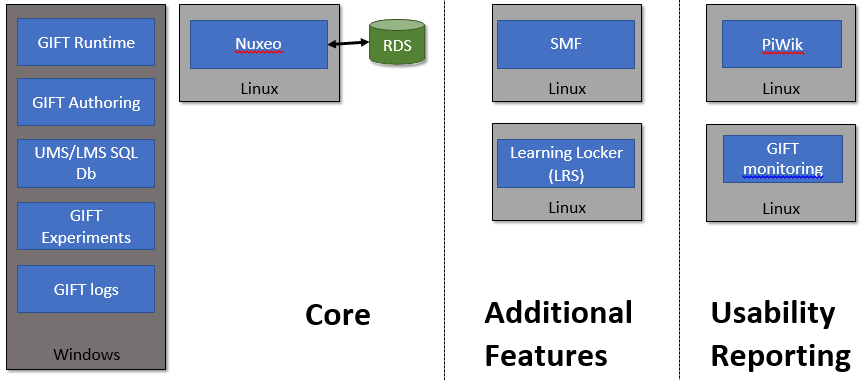 GIFT Runtime
GIFT Authoring
UMS/LMS SQL
Db
GIFT
Experiments
GIFT logs
Windows
Nuxeo
Linux
RDS
Core
SMF
Linux
Learning Locker
(LRS)
Linux
Additional
Features
PiWik
Linux
GIFT
monitoring
Linux
Usability
Reporting